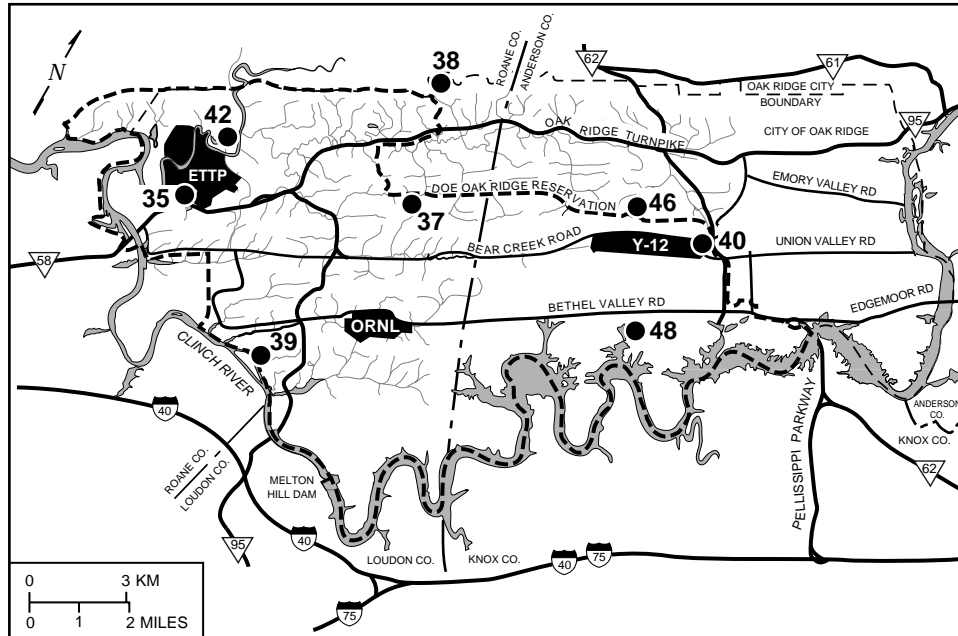 N
ROANE CO.
ANDERSON CO.
62
61
38
OAK RIDGE CITY
BOUNDARY
95
42
OAK RIDGE TURNPIKE
CITY OF OAK RIDGE
ETTP
35
DOE OAK RIDGE RESERVATION
EMORY VALLEY RD
37
46
BEAR CREEK ROAD
Y-12
40
UNION VALLEY RD
58
BETHEL VALLEY RD
EDGEMOOR RD
ORNL
48
39
CLINCH RIVER
40
PELLISSIPPI PARKWAY
ANDERSON
CO.
KNOX CO.
ROANE CO.
LOUDON CO.
MELTON
HILL DAM
62
95
40
LOUDON CO.
KNOX CO.
40
75
75
0
3 KM
0
1
2 MILES